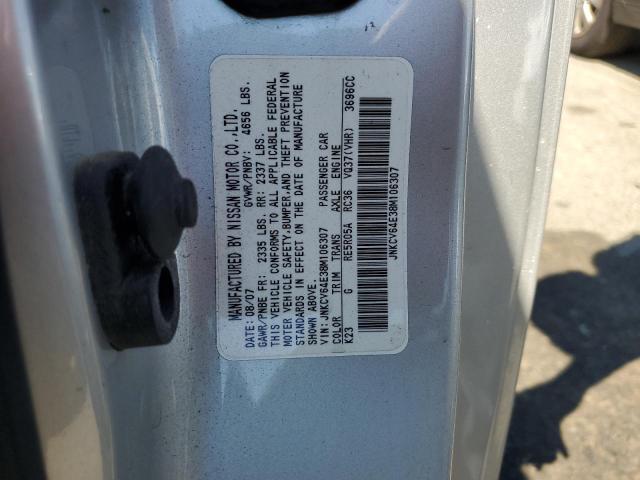 MANUFACTURED BY NISSAN MOTOR CO.,LTD.
DATE: 08/07 GVWR/PNBV: 4656 LBS.
GAWR/PNBE FR: 2335 LBS. RR: 2337 LBS.
THIS VEHICLE CONFORMS TO ALL APPLICABLE FEDERAL
MOTOR VEHICLE SAFETY,BUMPER,AND THEFT PREVENTION
STANDARDS IN EFFECT ON THE DATE OF MANUFACTURE
SHOWN ABOVE.
VIN:JNKCV64E38M106307 PASSENGER CAR
COLOR TRIM TRANS AXLE ENGINE
K23 G RE5R05A RC36 VQ37(VHR) 3696CC
JNKCV64E38M106307